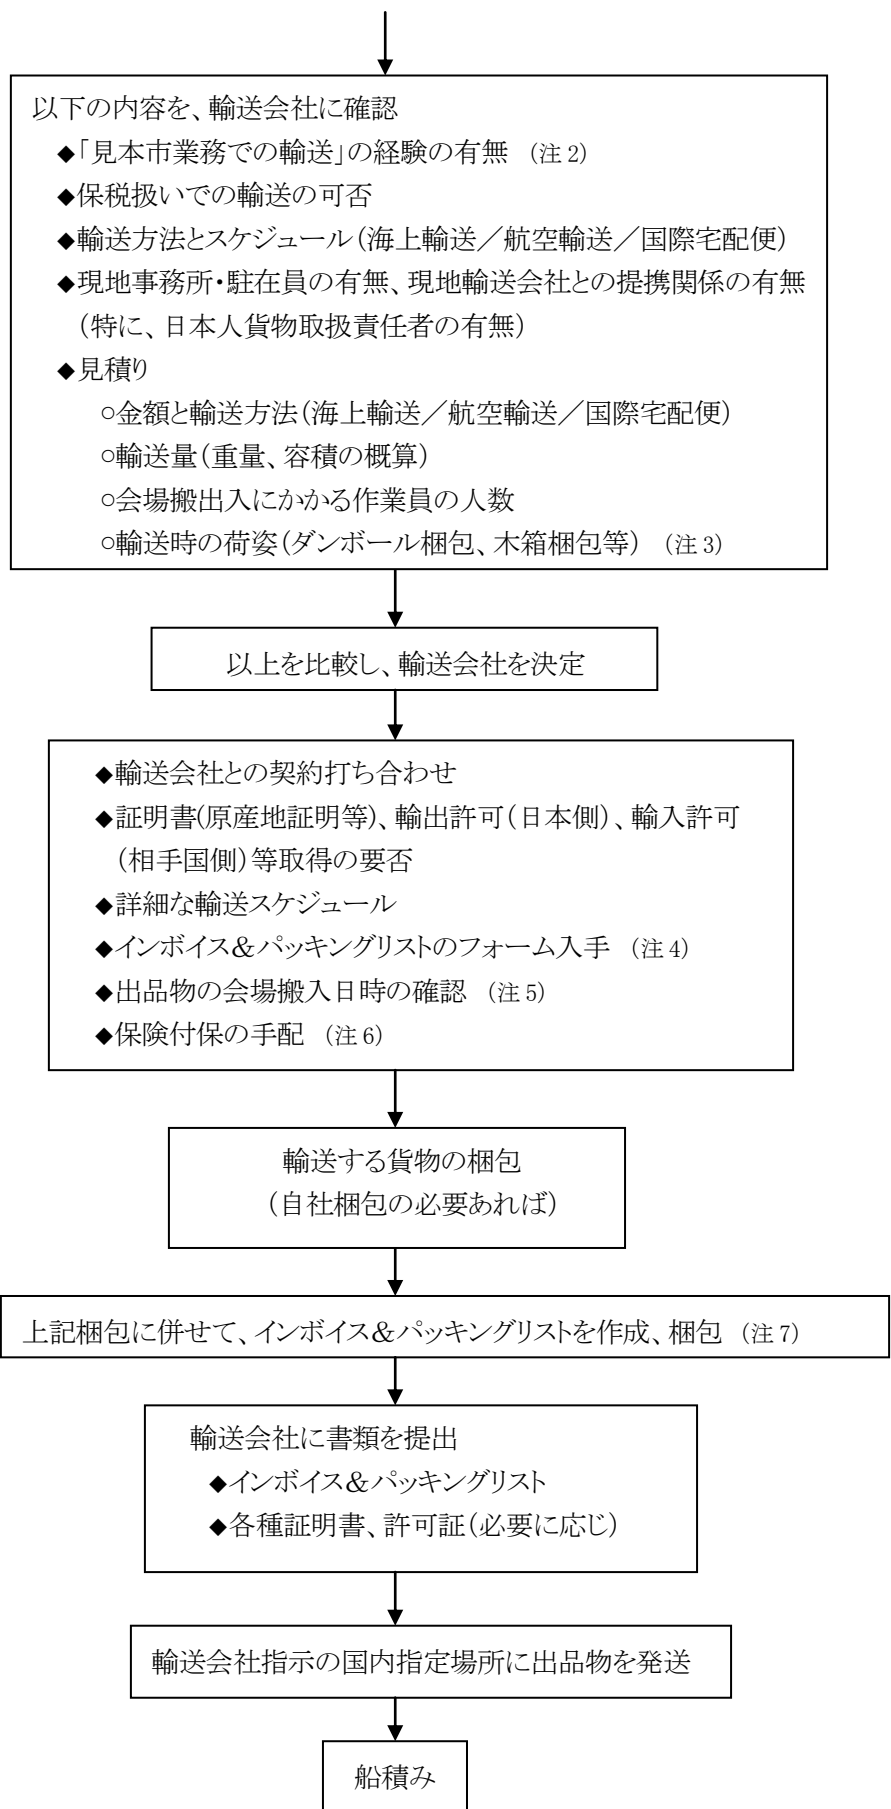 以下の内容を、輸送会社に確認
◆「見本市業務での輸送」の経験の有無 (注 2)
◆保税扱いでの輸送の可否
◆輸送方法とスケジュール(海上輸送／航空輸送／国際宅配便)
◆現地事務所・駐在員の有無、現地輸送会社との提携関係の有無
(特に、日本人貨物取扱責任者の有無)
◆見積り
○金額と輸送方法(海上輸送／航空輸送／国際宅配便)
○輸送量(重量、容積の概算)
○会場搬出入にかかる作業員の人数
○輸送時の荷姿(ダンボール梱包、木箱梱包等) (注 3)
以上を比較し、輸送会社を決定
◆輸送会社との契約打ち合わせ
◆証明書(原産地証明等)、輸出許可(日本側)、輸入許可
(相手国側)等取得の要否
◆詳細な輸送スケジュール
◆インボイス＆パッキングリストのフォーム入手 (注 4)
◆出品物の会場搬入日時の確認 (注 5)
◆保険付保の手配 (注 6)
輸送する貨物の梱包
(自社梱包の必要あれば)
上記梱包に併せて、インボイス＆パッキングリストを作成、梱包 (注 7)
輸送会社に書類を提出
◆インボイス＆パッキングリスト
◆各種証明書、許可証(必要に応じ)
輸送会社指示の国内指定場所に出品物を発送
船積み